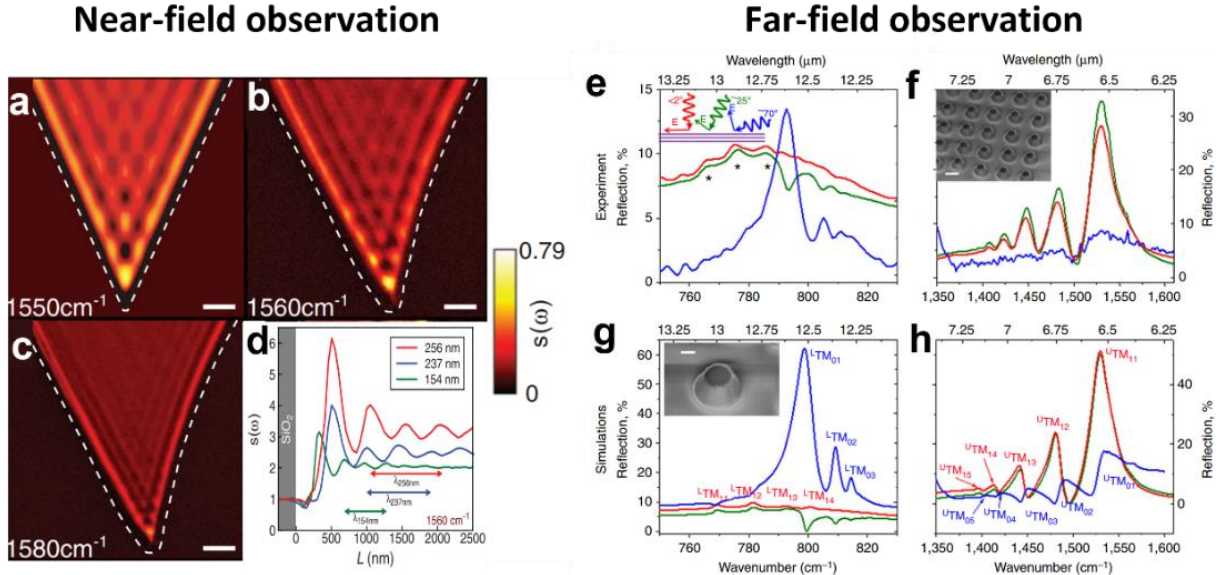 Near-field observation
Far-field observation
a
1550cm⁻¹
b
1560cm⁻¹
c
1580cm⁻¹
0.79
s(ω)
0
d
256 nm
237 nm
154 nm
SiO₂
s(ω)
6
5
4
3
2
1
0
λ256nm
λ237nm
λ154nm
1560 cm⁻¹
0 500 1000 1500 2000 2500
L (nm)
e
Wavelength (μm)
13.25 13 12.75 12.5 12.25
<2°
~25°
~70°
E
E
E
* * *
Experiment
Reflection, %
15
10
5
0
760 780 800 820
f
Wavelength (μm)
7.25 7 6.75 6.5 6.25
30
20
10
0
Reflection, %
1,350 1,400 1,450 1,500 1,550 1,600
g
13.25 13 12.75 12.5 12.25
ᴸTM₀₁
ᴸTM₀₂
ᴸTM₀₃
ᴸTM₁₁
ᴸTM₁₂
ᴸTM₁₃
ᴸTM₁₄
Simulations
Reflection, %
60
50
40
30
20
10
0
760 780 800 820
Wavenumber (cm⁻¹)
h
7.25 7 6.75 6.5 6.25
ᵁTM₁₁
ᵁTM₁₂
ᵁTM₁₃
ᵁTM₁₄
ᵁTM₁₅
ᵁTM₀₁
ᵁTM₀₂
ᵁTM₀₃
ᵁTM₀₄
ᵁTM₀₅
40
20
0
Reflection, %
1,350 1,400 1,450 1,500 1,550 1,600
Wavenumber (cm⁻¹)